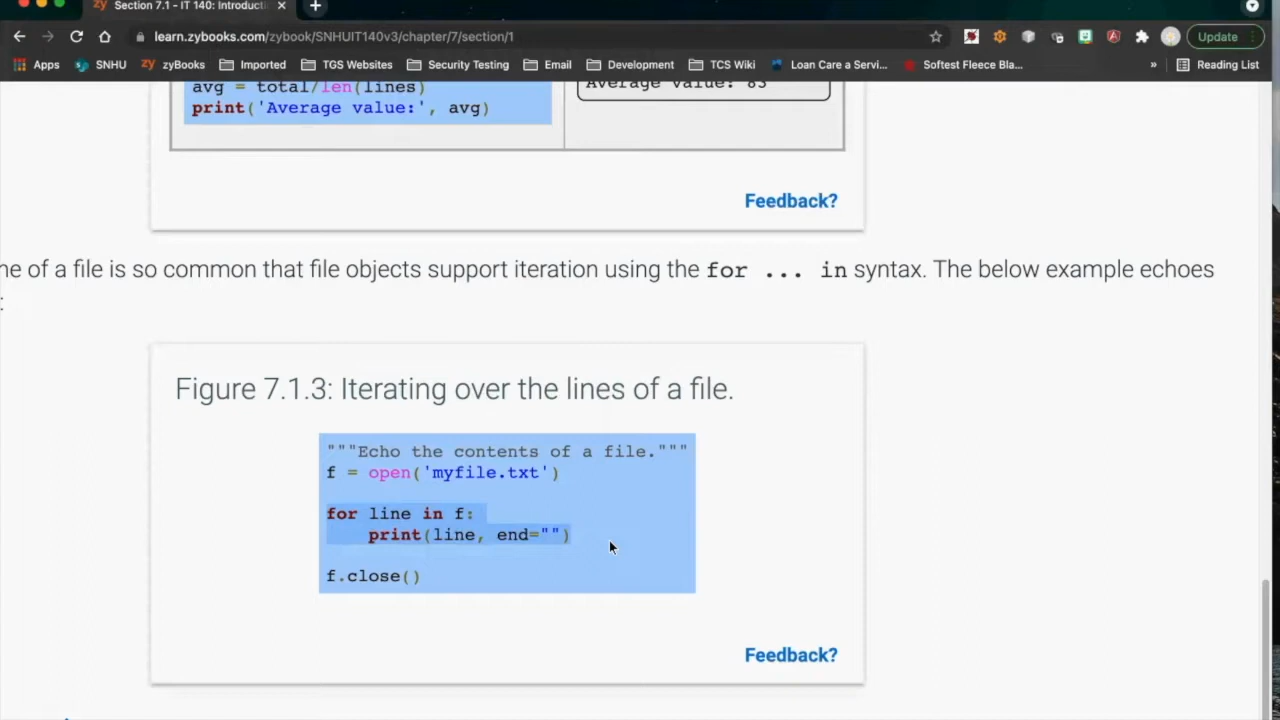 Section 7.1 - IT 140: Introducti
learn.zybooks.com/zybook/SNHUIT140v3/chapter/7/section/1
Update
Apps SNHU zy zyBooks Imported TGS Websites Security Testing Email Development TCS Wiki Loan Care a Servi... Softest Fleece Bla... » Reading List
avg = total/len(lines)
print('Average value:', avg)
Average value: 83
Feedback?
ne of a file is so common that file objects support iteration using the for ... in syntax. The below example echoes
:
Figure 7.1.3: Iterating over the lines of a file.
"""Echo the contents of a file."""
f = open('myfile.txt')
for line in f:
print(line, end="")
f.close()
Feedback?